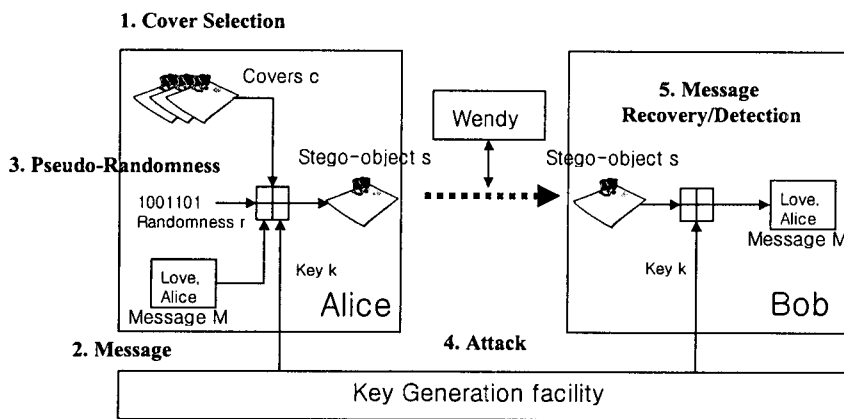 1. Cover Selection
Covers c
Wendy
5. Message
Recovery/Detection
3. Pseudo-Randomness
Stego-object s
Stego-object s
1001101
Randomness r
Love,
Alice
Message M
Key k
Alice
Love,
Alice
Message M
Key k
Bob
2. Message
4. Attack
Key Generation facility